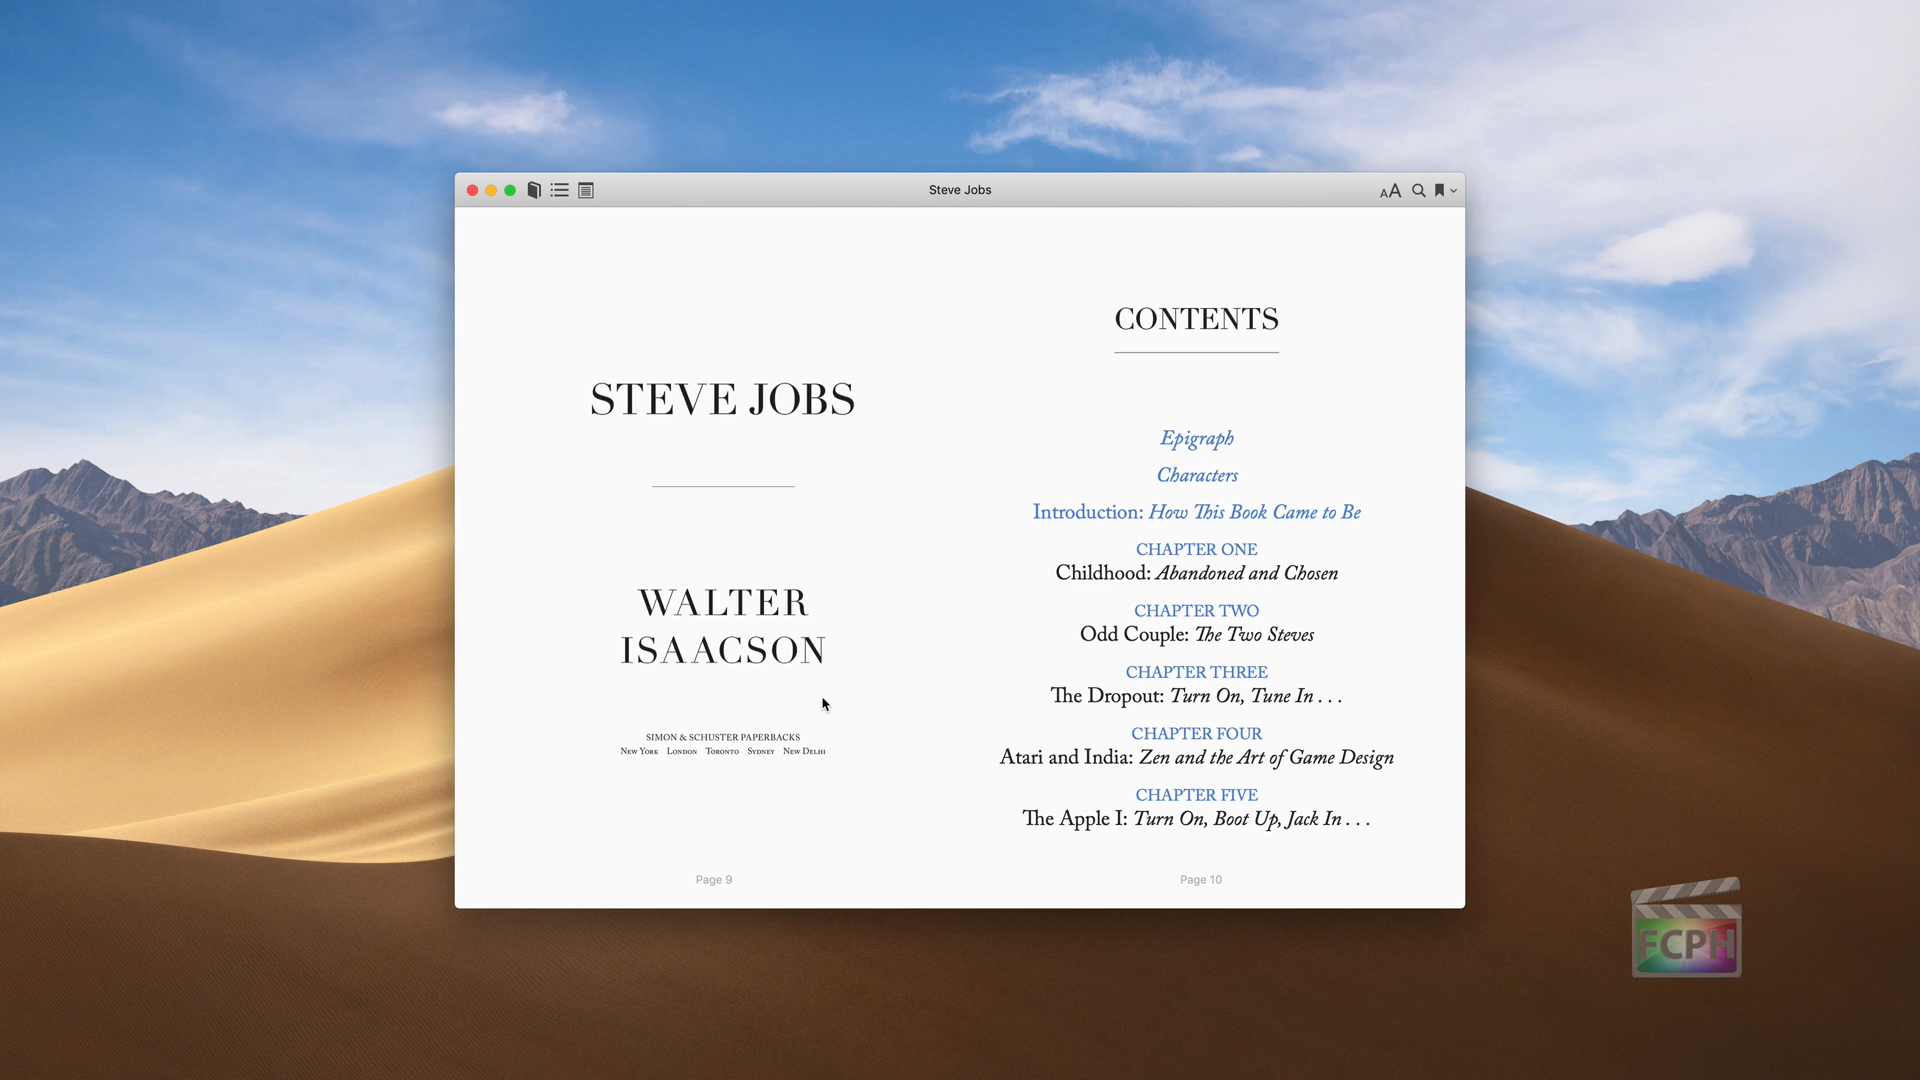 Steve Jobs
AA
STEVE JOBS
WALTER
ISAACSON
SIMON & SCHUSTER PAPERBACKS
New York London Toronto Sydney New Delhi
Page 9
CONTENTS
Epigraph
Characters
Introduction: How This Book Came to Be
CHAPTER ONE
Childhood: Abandoned and Chosen
CHAPTER TWO
Odd Couple: The Two Steves
CHAPTER THREE
The Dropout: Turn On, Tune In . . .
CHAPTER FOUR
Atari and India: Zen and the Art of Game Design
CHAPTER FIVE
The Apple I: Turn On, Boot Up, Jack In . . .
Page 10
FCPH